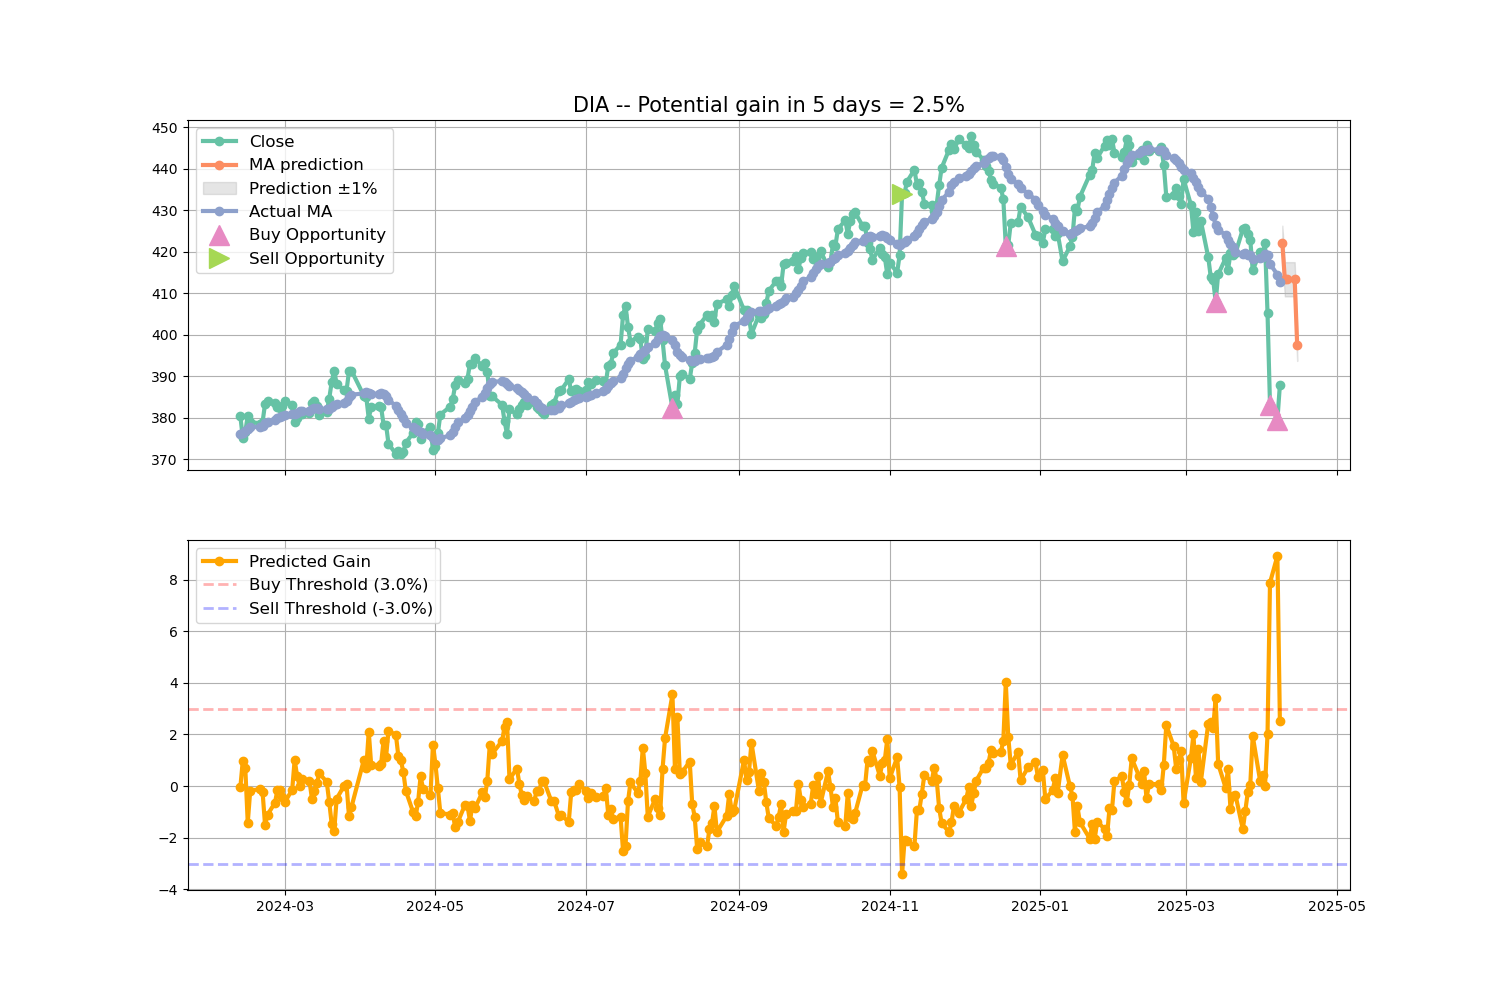 DIA -- Potential gain in 5 days = 2.5%
450
440
430
420
410
400
390
380
370
Close
MA prediction
Prediction ±1%
Actual MA
Buy Opportunity
Sell Opportunity
8
6
4
2
0
−2
−4
Predicted Gain
Buy Threshold (3.0%)
Sell Threshold (-3.0%)
2024-03
2024-05
2024-07
2024-09
2024-11
2025-01
2025-03
2025-05